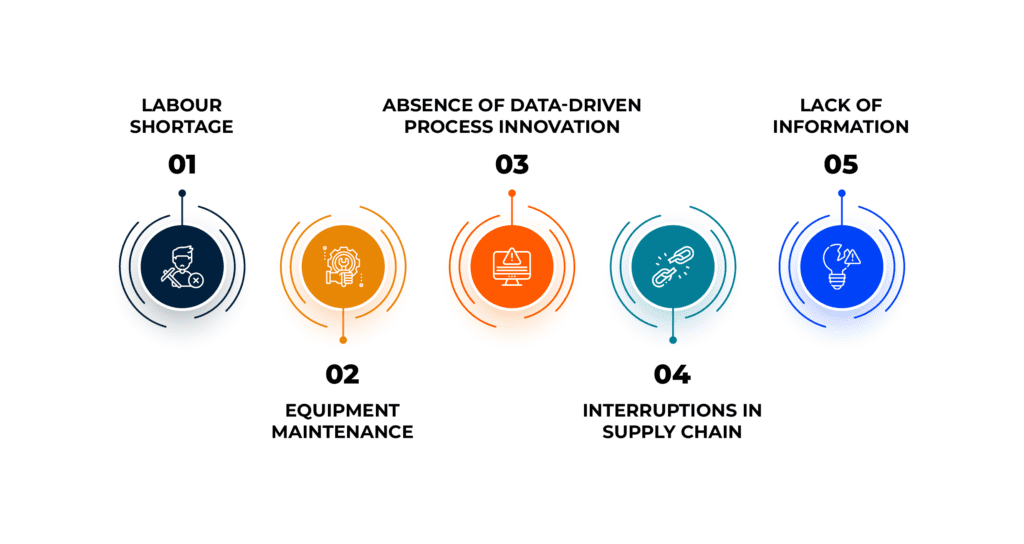 LABOUR
SHORTAGE
01
02
EQUIPMENT
MAINTENANCE
ABSENCE OF DATA-DRIVEN
PROCESS INNOVATION
03
04
INTERRUPTIONS IN
SUPPLY CHAIN
LACK OF
INFORMATION
05